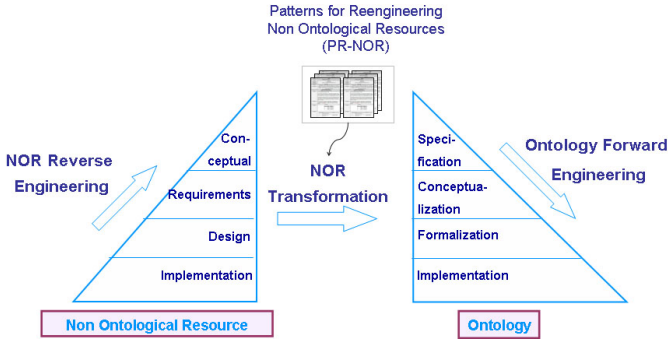 Patterns for Reengineering
Non Ontological Resources
(PR-NOR)
NOR Reverse
Engineering
Con-
ceptual
Requirements
Design
Implementation
Non Ontological Resource
NOR
Transformation
Speci-
fication
Conceptua-
lization
Formalization
Implementation
Ontology
Ontology Forward
Engineering